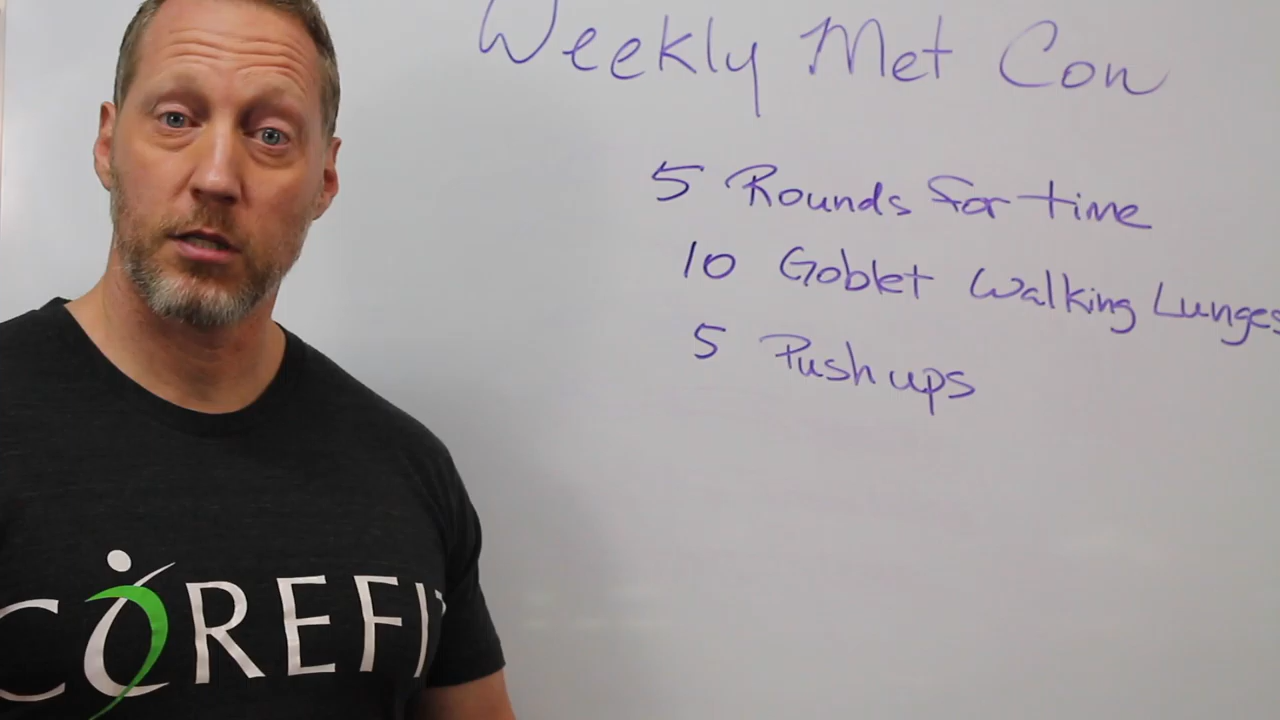 Weekly Met Con
5 Rounds for time
10 Goblet Walking Lunges
5 Push ups
COREFIT